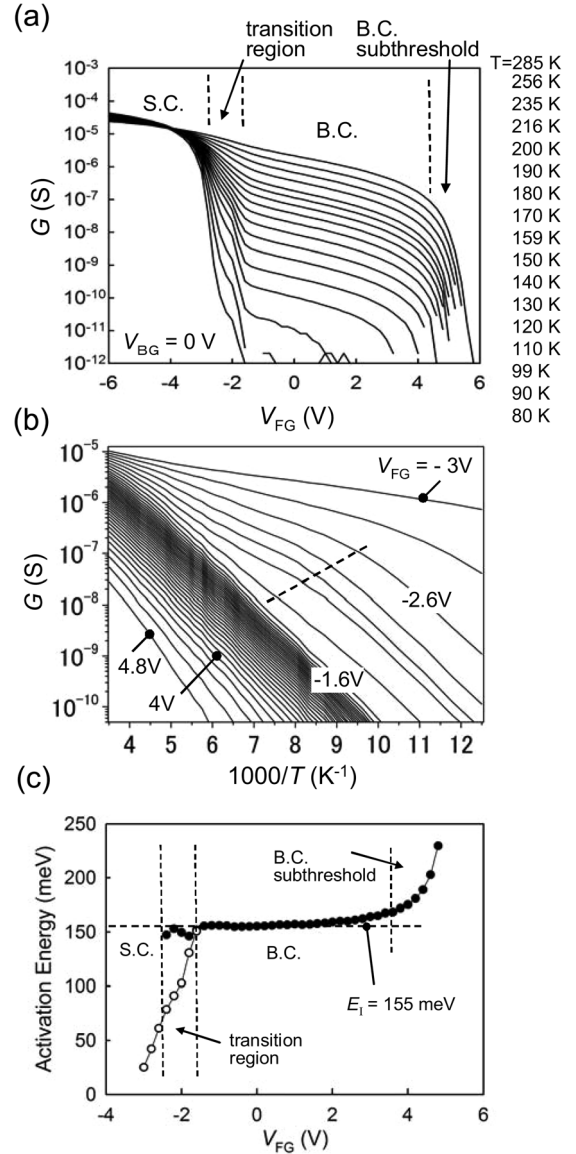 (a)
transition
region
B.C.
subthreshold
T=285 K
256 K
235 K
216 K
200 K
190 K
180 K
170 K
159 K
150 K
140 K
130 K
120 K
110 K
99 K
90 K
80 K
10-3
10-4
10-5
10-6
10-7
10-8
10-9
10-10
10-11
10-12
G (S)
S.C.
B.C.
VBG = 0 V
-6 -4 -2 0 2 4 6
VFG (V)
(b)
10-5
10-6
10-7
10-8
10-9
10-10
G (S)
VFG = - 3V
-2.6V
-1.6V
4.8V
4V
4 5 6 7 8 9 10 11 12
1000/T (K-1)
(c)
250
200
150
100
50
0
Activation Energy (meV)
B.C.
subthreshold
S.C.
B.C.
EI = 155 meV
transition
region
-4 -2 0 2 4 6
VFG (V)